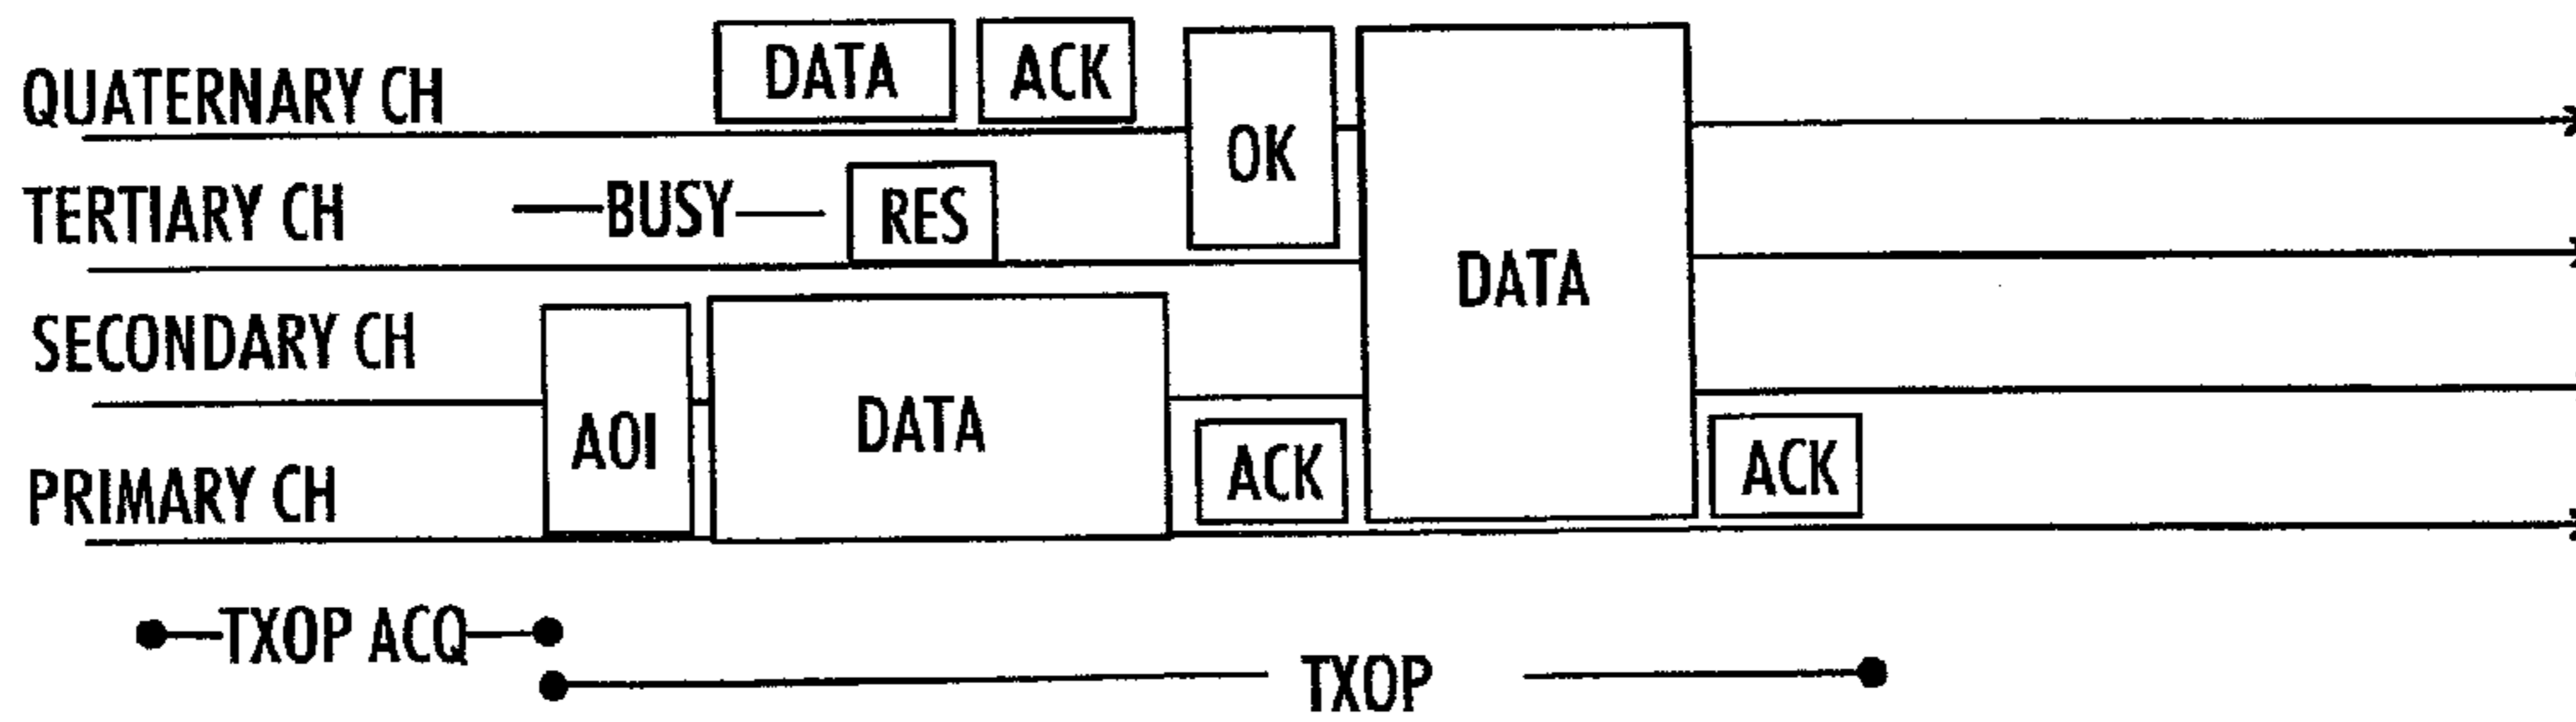 DATA ACK
QUATERNARY CH
OK
TERTIARY CH BUSY RES
DATA
SECONDARY CH
AOI DATA
PRIMARY CH ACK ACK
TXOP ACQ
TXOP